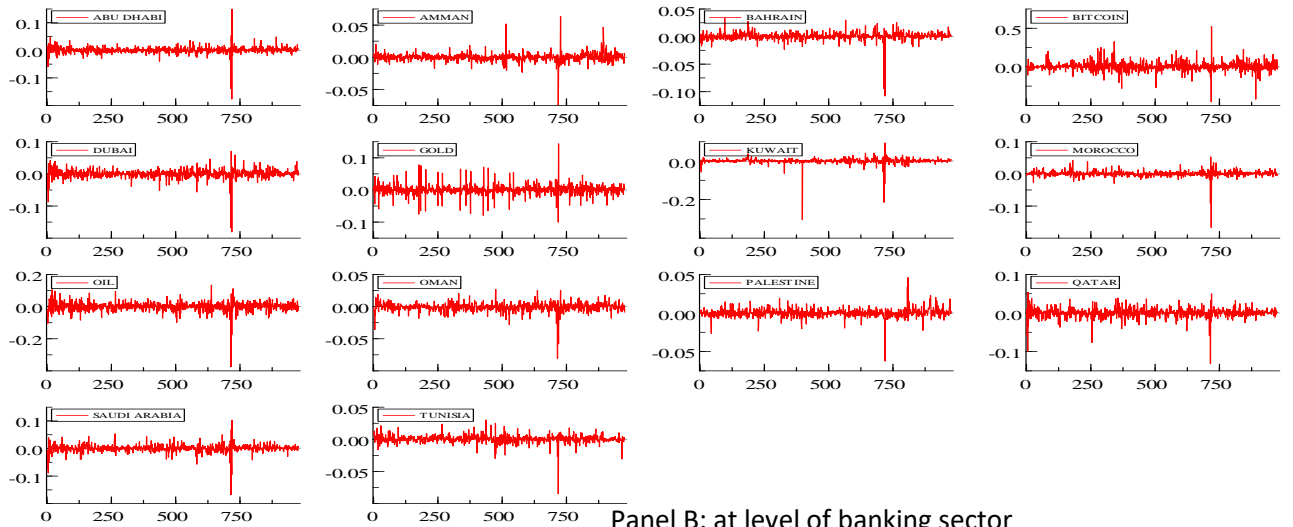 ABU DHABI
0.1
0.0
-0.1
0 250 500 750
AMMAN
0.05
0.00
-0.05
0 250 500 750
BAHRAIN
0.05
0.00
-0.05
-0.10
0 250 500 750
BITCOIN
0.5
0.0
0 250 500 750
DUBAI
0.1
0.0
-0.1
0 250 500 750
GOLD
0.1
0.0
-0.1
0 250 500 750
KUWAIT
0.0
-0.2
0 250 500 750
MOROCCO
0.1
0.0
-0.1
0 250 500 750
OIL
0.2
0.0
-0.2
0 250 500 750
OMAN
0.05
0.00
-0.05
0 250 500 750
PALESTINE
0.05
0.00
-0.05
0 250 500 750
QATAR
0.1
0.0
-0.1
0 250 500 750
SAUDI ARABIA
0.1
0.0
-0.1
0 250 500 750
TUNISIA
0.05
0.00
-0.05
0 250 500 750
Panel B: at level of banking sector